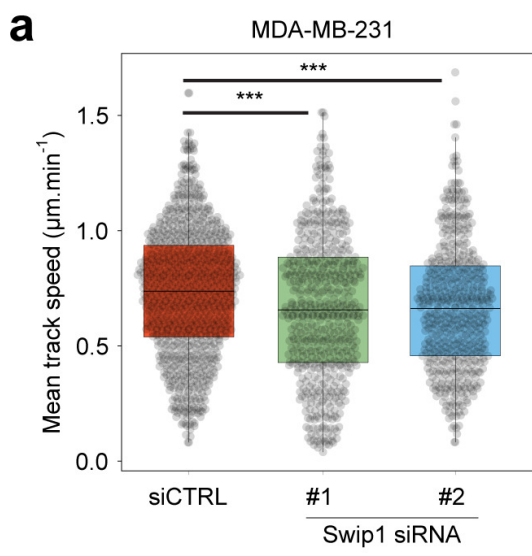 a
MDA-MB-231
***
***
Mean track speed (µm.min⁻¹)
1.5
1.0
0.5
0.0
siCTRL #1 #2
Swip1 siRNA